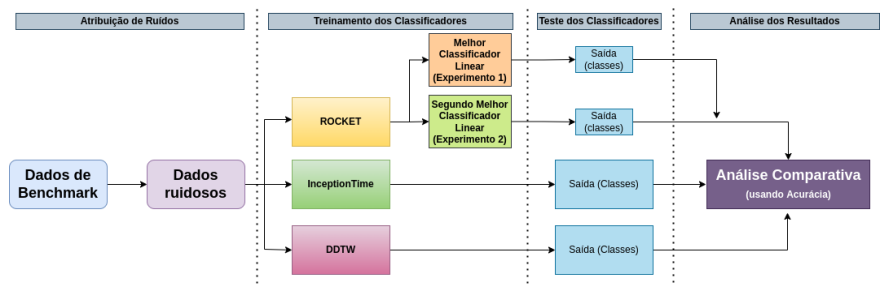 Atribuição de Ruídos
Treinamento dos Classificadores
Teste dos Classificadores
Análise dos Resultados
Melhor
Classificador
Linear
(Experimento 1)
Saída
(classes)
ROCKET
Segundo Melhor
Classificador
Linear
(Experimento 2)
Saída
(classes)
Dados de
Benchmark
Dados
ruidosos
InceptionTime
Saída (Classes)
Análise Comparativa
(usando Acurácia)
DDTW
Saída (Classes)